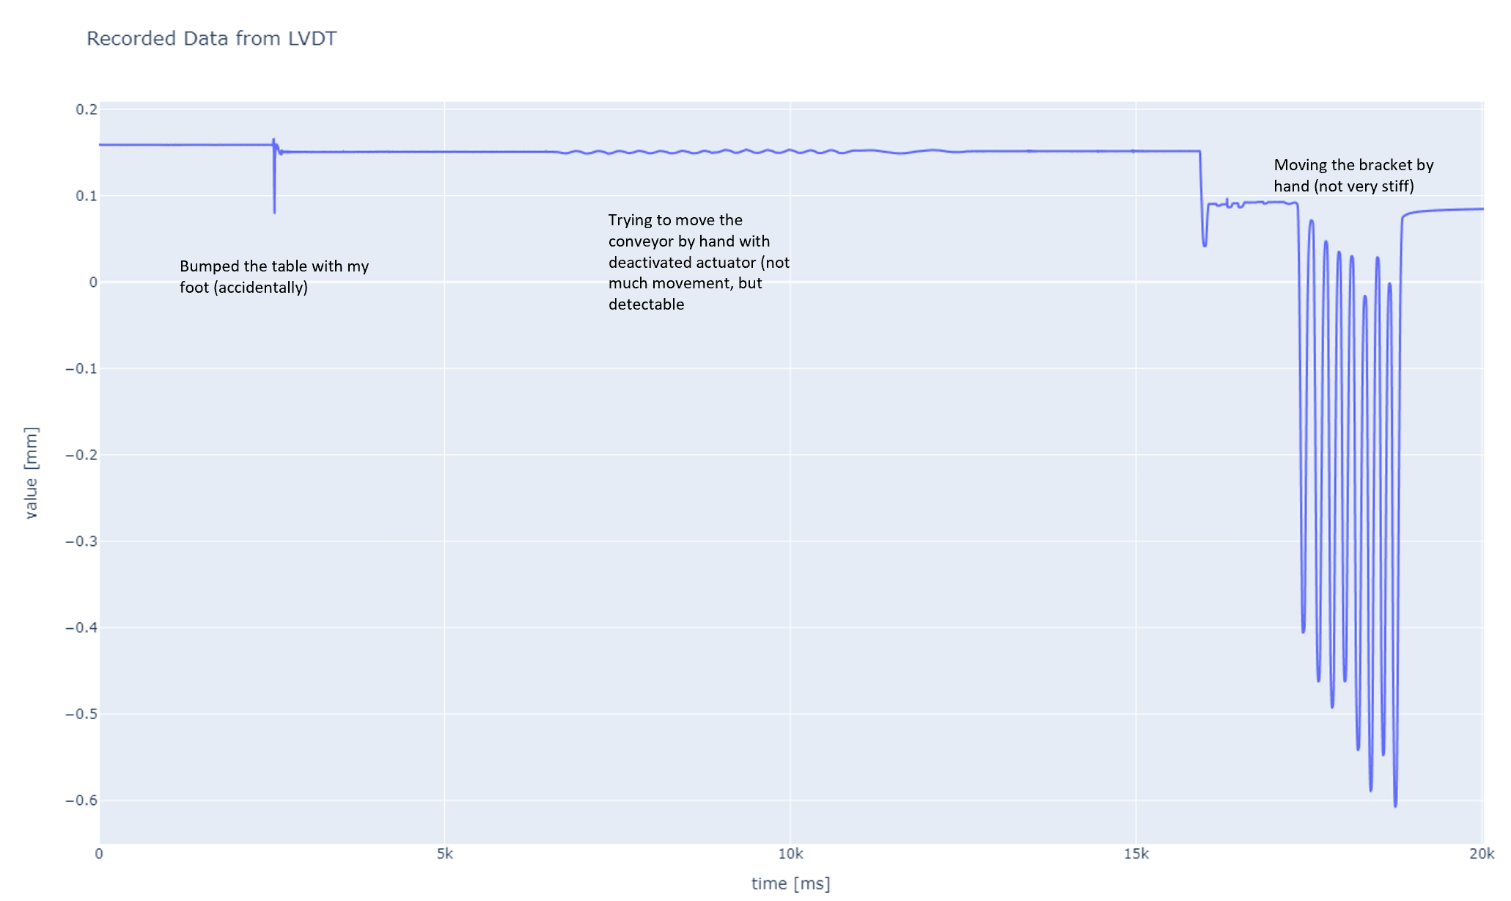 Recorded Data from LVDT
0.2
0.1
0
−0.1
−0.2
−0.3
−0.4
−0.5
−0.6
value [mm]
Bumped the table with my
foot (accidentally)
Trying to move the
conveyor by hand with
deactivated actuator (not
much movement, but
detectable
Moving the bracket by
hand (not very stiff)
0
5k
10k
15k
20k
time [ms]